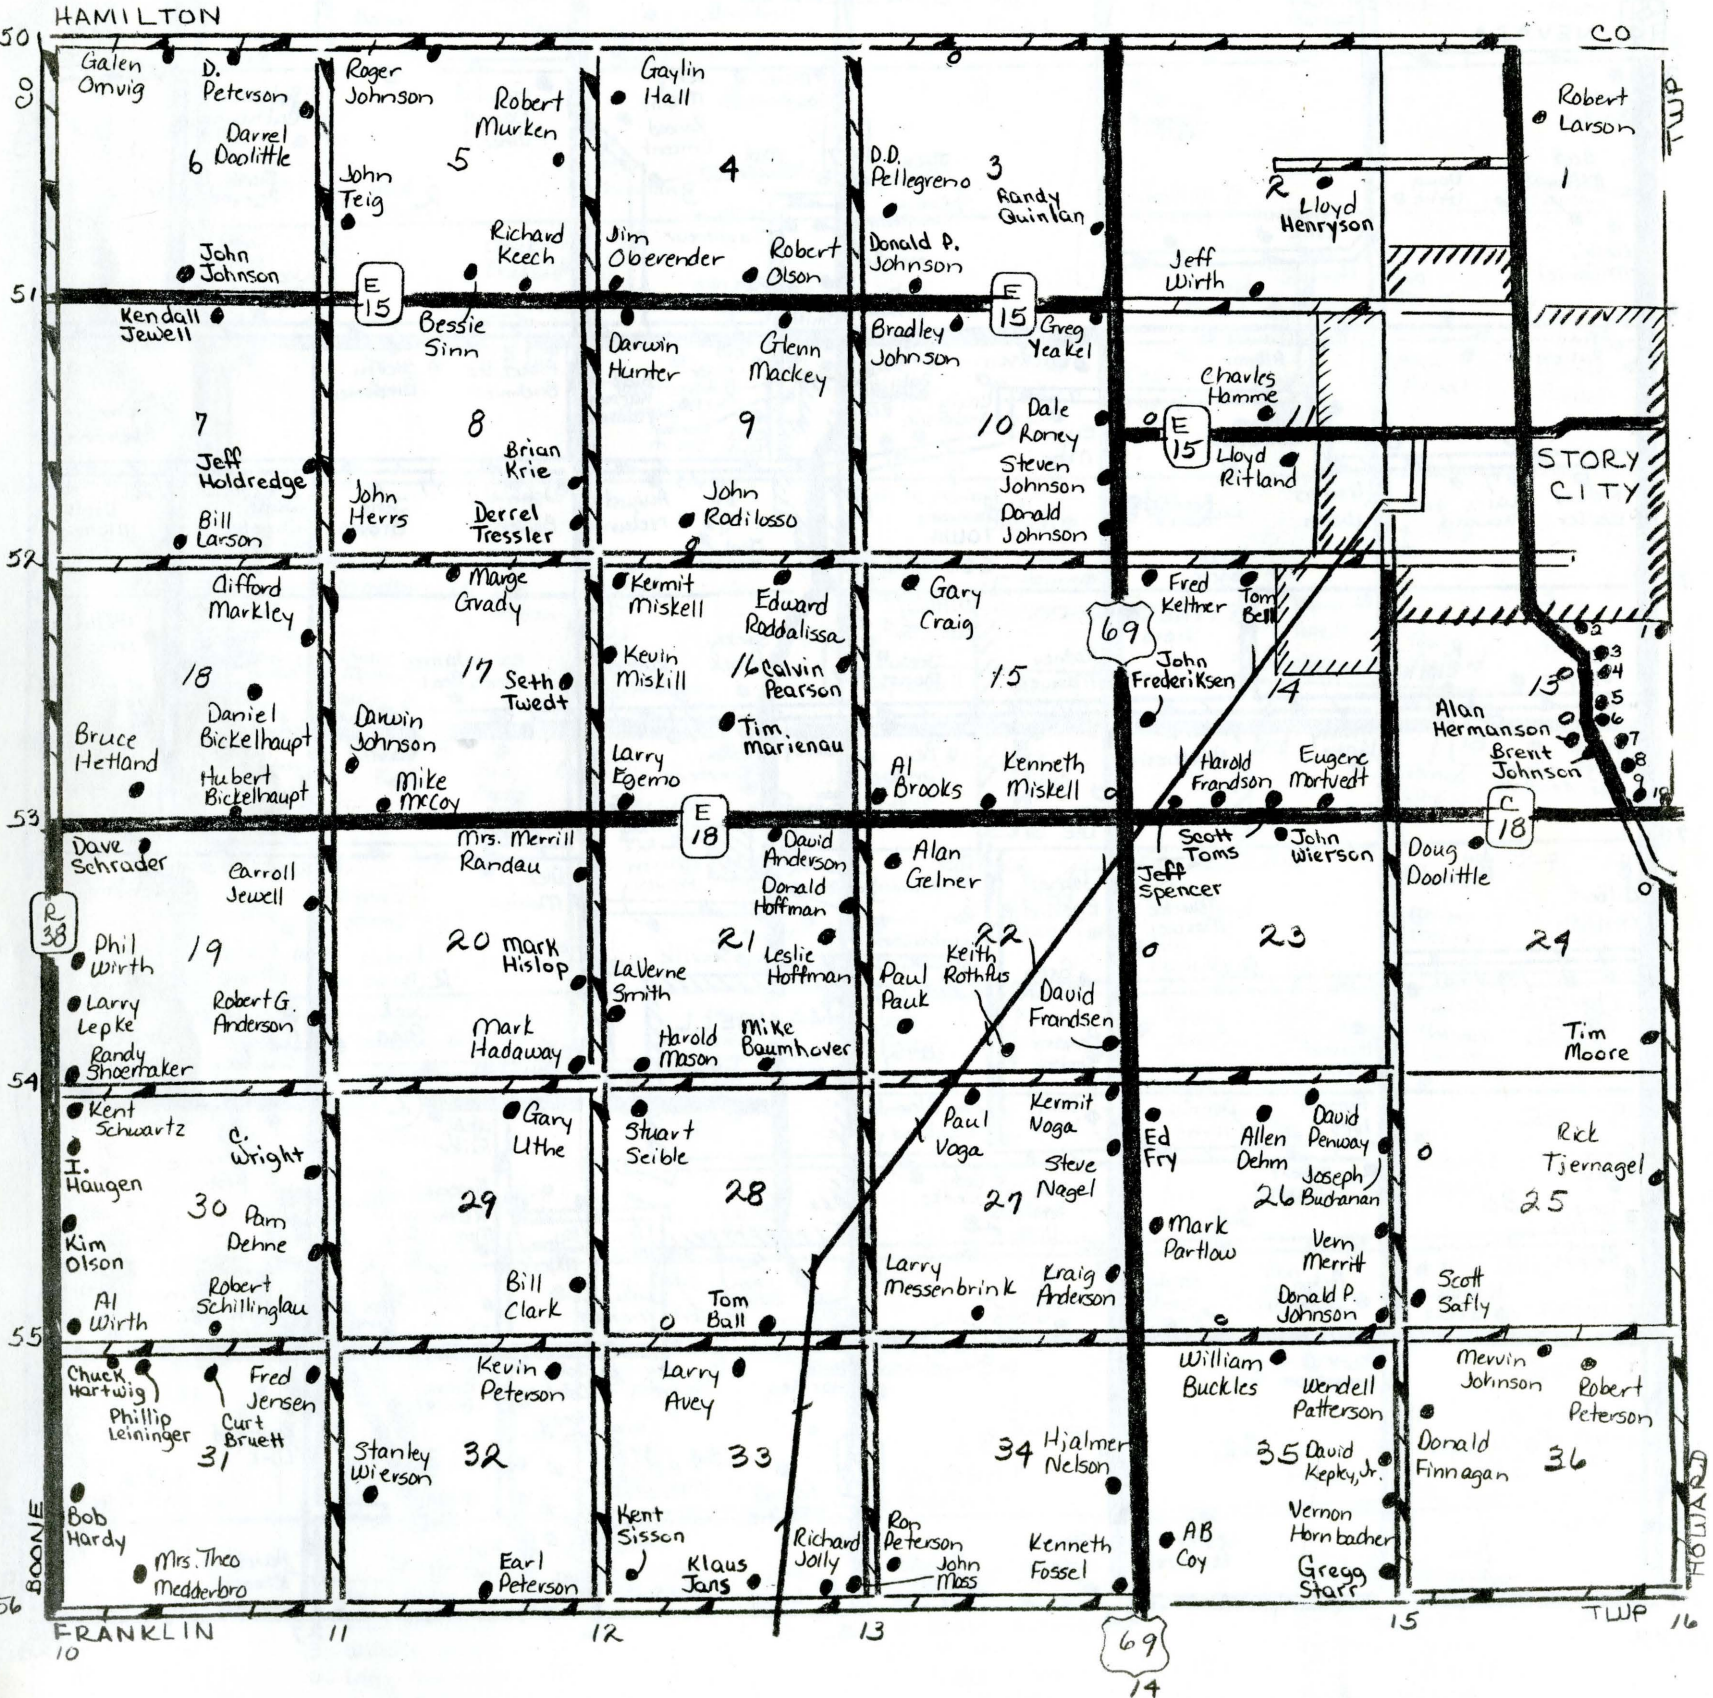 HAMILTON
CO
50
CO
TWP
Galen
Omvig
D.
Peterson
Darrel
Doolittle
6
John
Johnson
Roger
Johnson
Robert
Murken
5
John
Teig
Richard
Keech
Gaylin
Hall
4
Jim
Oberender
Robert
Olson
D.D.
Pellegreno
3
Randy
Quinlan
Donald P.
Johnson
2
Lloyd
Henryson
Jeff
Wirth
Robert
Larson
1
51
E
15
E
15
Kendall
Jewell
7
Jeff
Holdredge
Bill
Larson
Bessie
Sinn
8
Brian
Krie
John
Herrs
Derrel
Tressler
Darwin
Hunter
Glenn
Mackey
9
John
Rodilosso
Bradley
Johnson
Greg
Yeakel
10
Dale
Roney
Steven
Johnson
Donald
Johnson
Charles
Hamme
11
E
15
Lloyd
Ritland
STORY
CITY
52
Clifford
Markley
18
Daniel
Bickelhaupt
Bruce
Hetland
Hubert
Bickelhaupt
Marge
Grady
17
Seth
Twedt
Darwin
Johnson
Mike
McCoy
Kermit
Miskell
Edward
Roddalissa
Kevin
Miskill
16
Calvin
Pearson
Tim
Marienau
Larry
Egemo
Gary
Craig
15
Al
Brooks
Kenneth
Miskell
69
Fred
Keltner
Tom
Bell
John
Frederiksen
14
Harold
Frandson
Eugene
Mortvedt
2
1
3
4
13
5
6
7
8
9
10
Alan
Hermanson
Brent
Johnson
53
E
18
C
18
Dave
Schrader
Carroll
Jewell
R
38
Phil
Wirth
19
Larry
Lepke
Robert G.
Anderson
Randy
Shoemaker
Mrs. Merrill
Randau
20
Mark
Hislop
Mark
Hadaway
David
Anderson
Donald
Hoffman
21
Leslie
Hoffman
LaVerne
Smith
Harold
Mason
Mike
Baumhover
Alan
Gelner
22
Keith
Rothfus
Paul
Pauk
David
Frandsen
Scott
Toms
John
Wierson
Jeff
Spencer
23
Doug
Doolittle
24
Tim
Moore
54
Kent
Schwartz
I.
Haugen
C.
Wright
30
Pam
Dehne
Kim
Olson
Robert
Schillinglau
Al
Wirth
Gary
Uthe
29
Bill
Clark
Stuart
Seible
28
Tom
Ball
Paul
Voga
Kermit
Voga
Steve
Nagel
27
Larry
Messenbrink
Kraig
Anderson
Ed
Fry
Allen
Oehm
David
Penway
Joseph
Buchanan
26
Mark
Partlow
Vern
Merritt
Donald P.
Johnson
Rick
Tjernagel
25
Scott
Safly
55
Chuck
Hartwig
Phillip
Leininger
Curt
Bruett
Fred
Jensen
31
Bob
Hardy
Mrs. Theo
Medderbro
Kevin
Peterson
Stanley
Wierson
32
Earl
Peterson
Larry
Avey
33
Kent
Sisson
Klaus
Jans
Richard
Jolly
34
Hjalmer
Nelson
Ron
Peterson
John
Moss
Kenneth
Fossel
William
Buckles
Wendell
Patterson
35
David
Kepley, Jr.
Vernon
Hornbacher
AB
Coy
Gregg
Starr
Mervin
Johnson
Robert
Peterson
Donald
Finnagan
36
BOONE
HOWARD
56
FRANKLIN
TWP
10
11
12
13
69
14
15
16